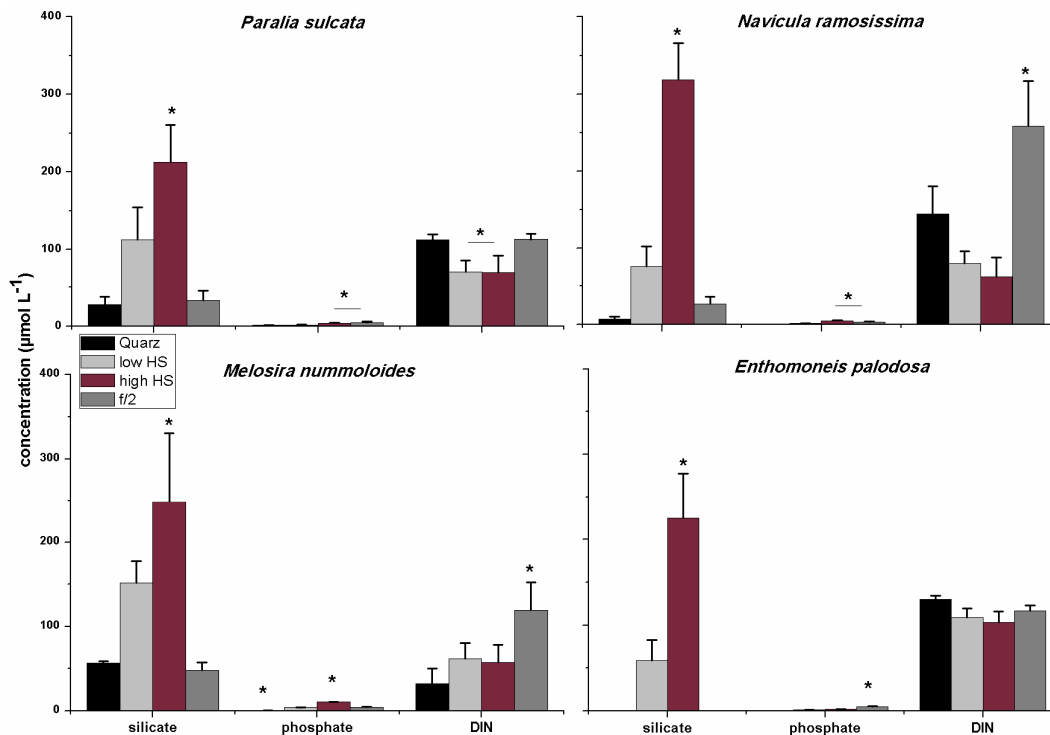 Paralia sulcata
Navicula ramosissima
400
300
200
100
0
*
*
*
*
*
*
concentration (µmol L⁻¹)
Quarz
low HS
high HS
f/2
Melosira nummoloides
Enthomoneis palodosa
400
300
200
100
0
*
*
*
*
*
*
silicate
phosphate
DIN
silicate
phosphate
DIN